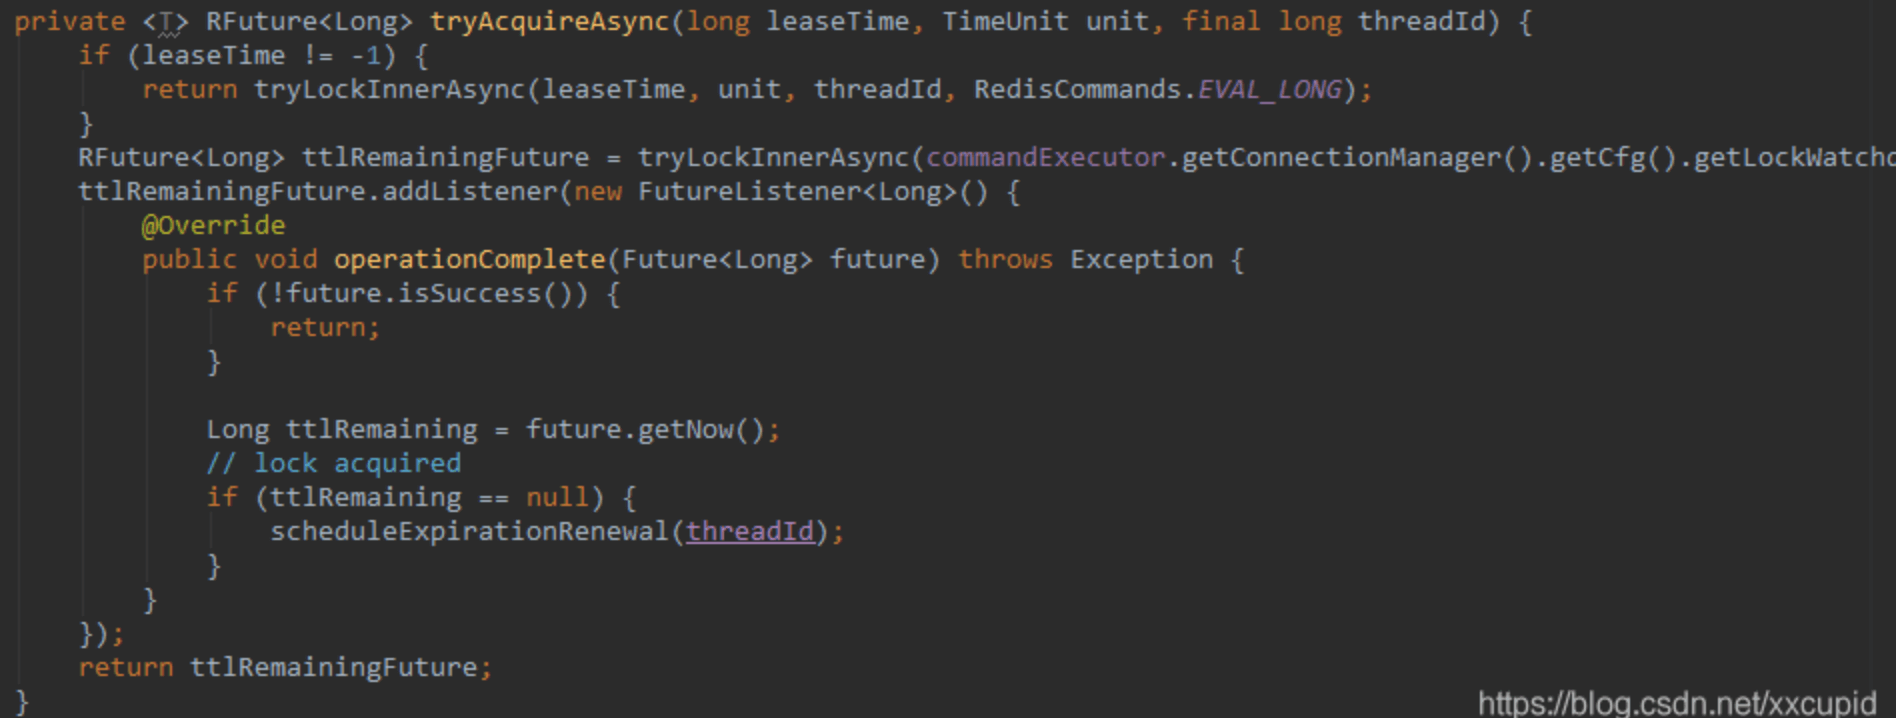 private <T> RFuture<Long> tryAcquireAsync(long leaseTime, TimeUnit unit, final long threadId) {
if (leaseTime != -1) {
return tryLockInnerAsync(leaseTime, unit, threadId, RedisCommands.EVAL_LONG);
}
RFuture<Long> ttlRemainingFuture = tryLockInnerAsync(commandExecutor.getConnectionManager().getCfg().getLockWatchd
ttlRemainingFuture.addListener(new FutureListener<Long>() {
@Override
public void operationComplete(Future<Long> future) throws Exception {
if (!future.isSuccess()) {
return;
}
Long ttlRemaining = future.getNow();
// lock acquired
if (ttlRemaining == null) {
scheduleExpirationRenewal(threadId);
}
}
});
return ttlRemainingFuture;
}
https://blog.csdn.net/xxcupid